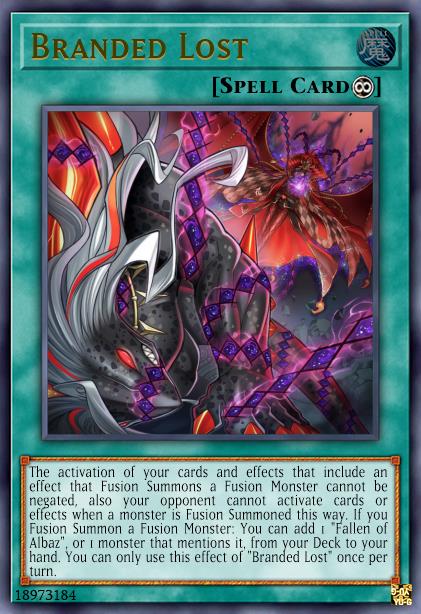 Branded Lost
[Spell Card]
The activation of your cards and effects that include an
effect that Fusion Summons a Fusion Monster cannot be
negated, also your opponent cannot activate cards or
effects when a monster is Fusion Summoned this way. If you
Fusion Summon a Fusion Monster: You can add 1 "Fallen of
Albaz", or 1 monster that mentions it, from your Deck to your
hand. You can only use this effect of "Branded Lost" once per
turn.
18973184